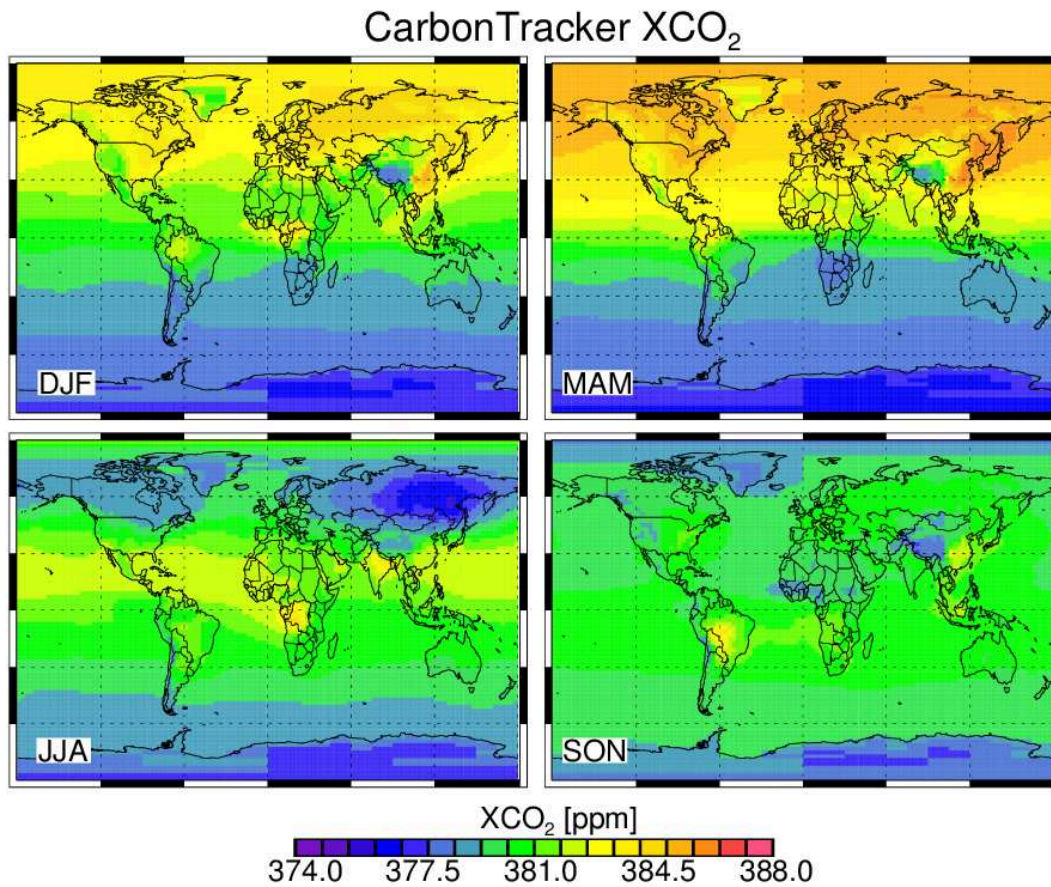 CarbonTracker XCO₂
DJF
MAM
JJA
SON
XCO₂ [ppm]
374.0 377.5 381.0 384.5 388.0